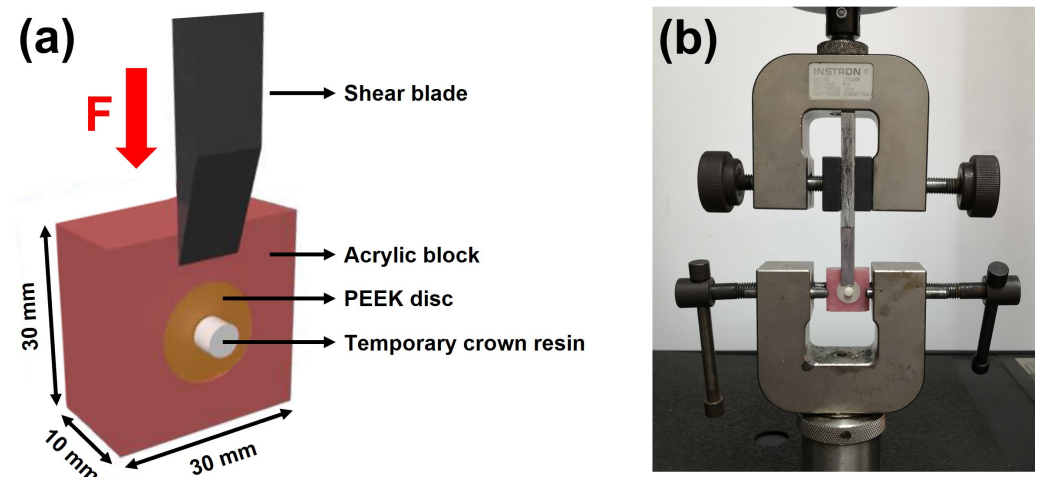 (a)
F
Shear blade
Acrylic block
PEEK disc
Temporary crown resin
30 mm
10 mm
30 mm
(b)
INSTRON ®